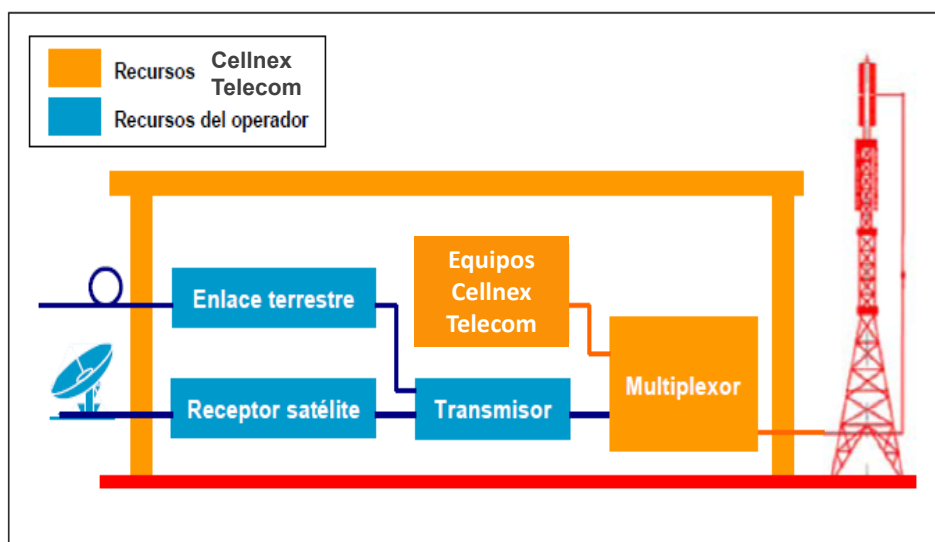 Recursos Cellnex
Telecom
Recursos del operador
Equipos
Cellnex
Telecom
Enlace terrestre
Multiplexor
Receptor satélite
Transmisor